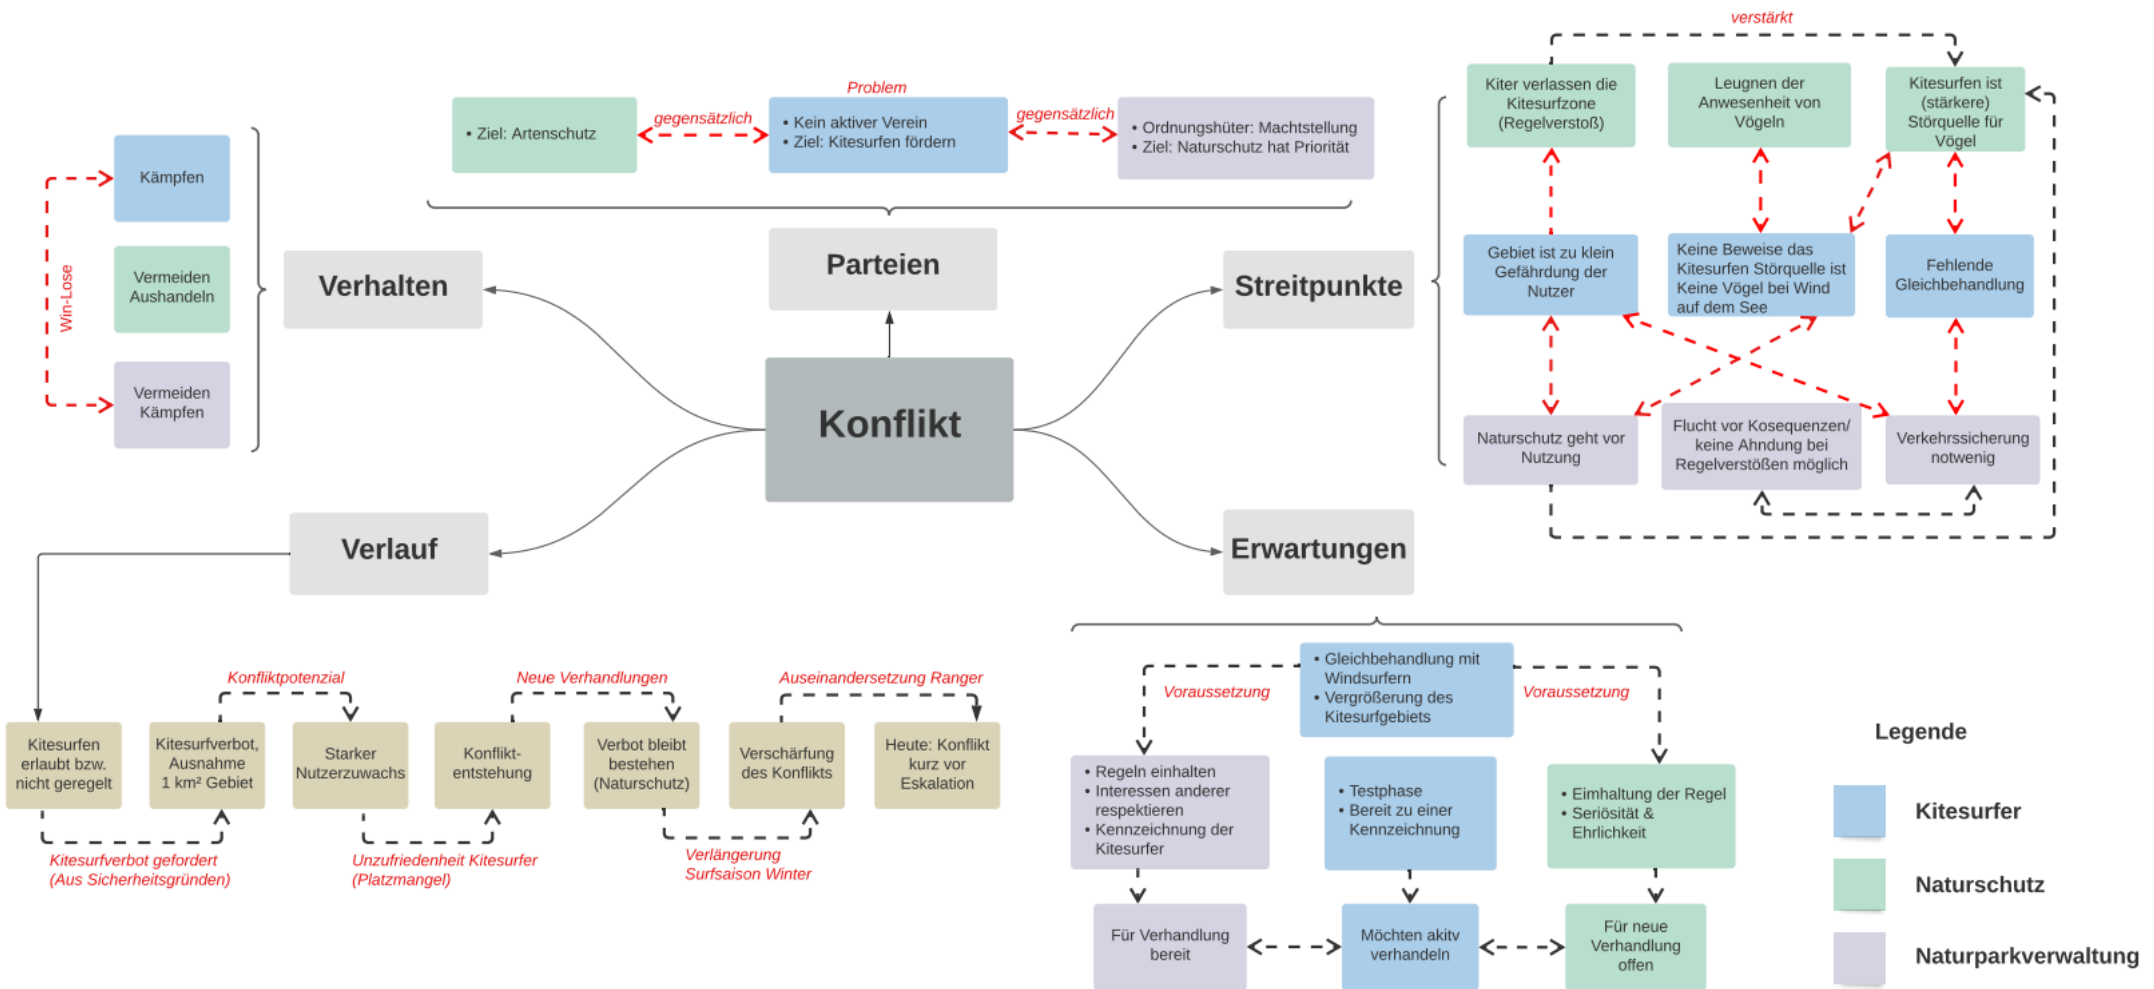 verstärkt
Problem
• Ziel: Artenschutz
gegensätzlich
• Kein aktiver Verein
• Ziel: Kitesurfen fördern
gegensätzlich
• Ordnungshüter: Machtstellung
• Ziel: Naturschutz hat Priorität
Kiter verlassen die
Kitesurfzone
(Regelverstoß)
Leugnen der
Anwesenheit von
Vögeln
Kitesurfen ist
(stärkere)
Störquelle für
Vögel
Kämpfen
Vermeiden
Aushandeln
Vermeiden
Kämpfen
Win-Lose
Verhalten
Parteien
Streitpunkte
Gebiet ist zu klein
Gefährdung der
Nutzer
Keine Beweise das
Kitesurfen Störquelle ist
Keine Vögel bei Wind
auf dem See
Fehlende
Gleichbehandlung
Konflikt
Naturschutz geht vor
Nutzung
Flucht vor Kosequenzen/
keine Ahndung bei
Regelverstößen möglich
Verkehrssicherung
notwenig
Verlauf
Erwartungen
Konfliktpotenzial
Neue Verhandlungen
Auseinandersetzung Ranger
Kitesurfen
erlaubt bzw.
nicht geregelt
Kitesurfverbot,
Ausnahme
1 km² Gebiet
Starker
Nutzerzuwachs
Konflikt-
entstehung
Verbot bleibt
bestehen
(Naturschutz)
Verschärfung
des Konflikts
Heute: Konflikt
kurz vor
Eskalation
Kitesurfverbot gefordert
(Aus Sicherheitsgründen)
Unzufriedenheit Kitesurfer
(Platzmangel)
Verlängerung
Surfsaison Winter
• Gleichbehandlung mit
Windsurfern
• Vergrößerung des
Kitesurfgebiets
Voraussetzung
Voraussetzung
• Regeln einhalten
• Interessen anderer
respektieren
• Kennzeichnung der
Kitesurfer
• Testphase
• Bereit zu einer
Kennzeichnung
• Eimhaltung der Regel
• Seriösität &
Ehrlichkeit
Für Verhandlung
bereit
Möchten akitv
verhandeln
Für neue
Verhandlung
offen
Legende
Kitesurfer
Naturschutz
Naturparkverwaltung